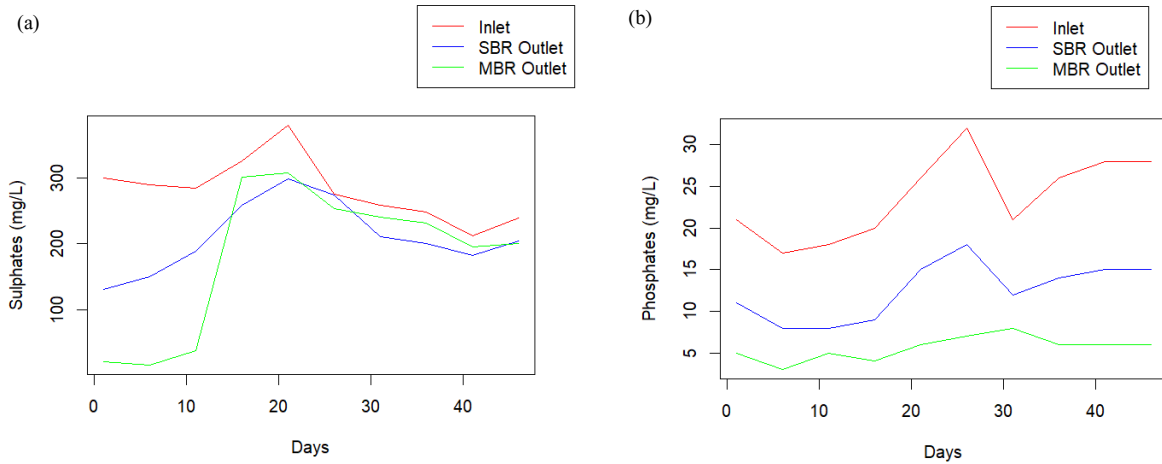 (a)
Inlet
SBR Outlet
MBR Outlet
Sulphates (mg/L)
300
200
100
0 10 20 30 40
Days
(b)
Inlet
SBR Outlet
MBR Outlet
Phosphates (mg/L)
30
25
20
15
10
5
0 10 20 30 40
Days